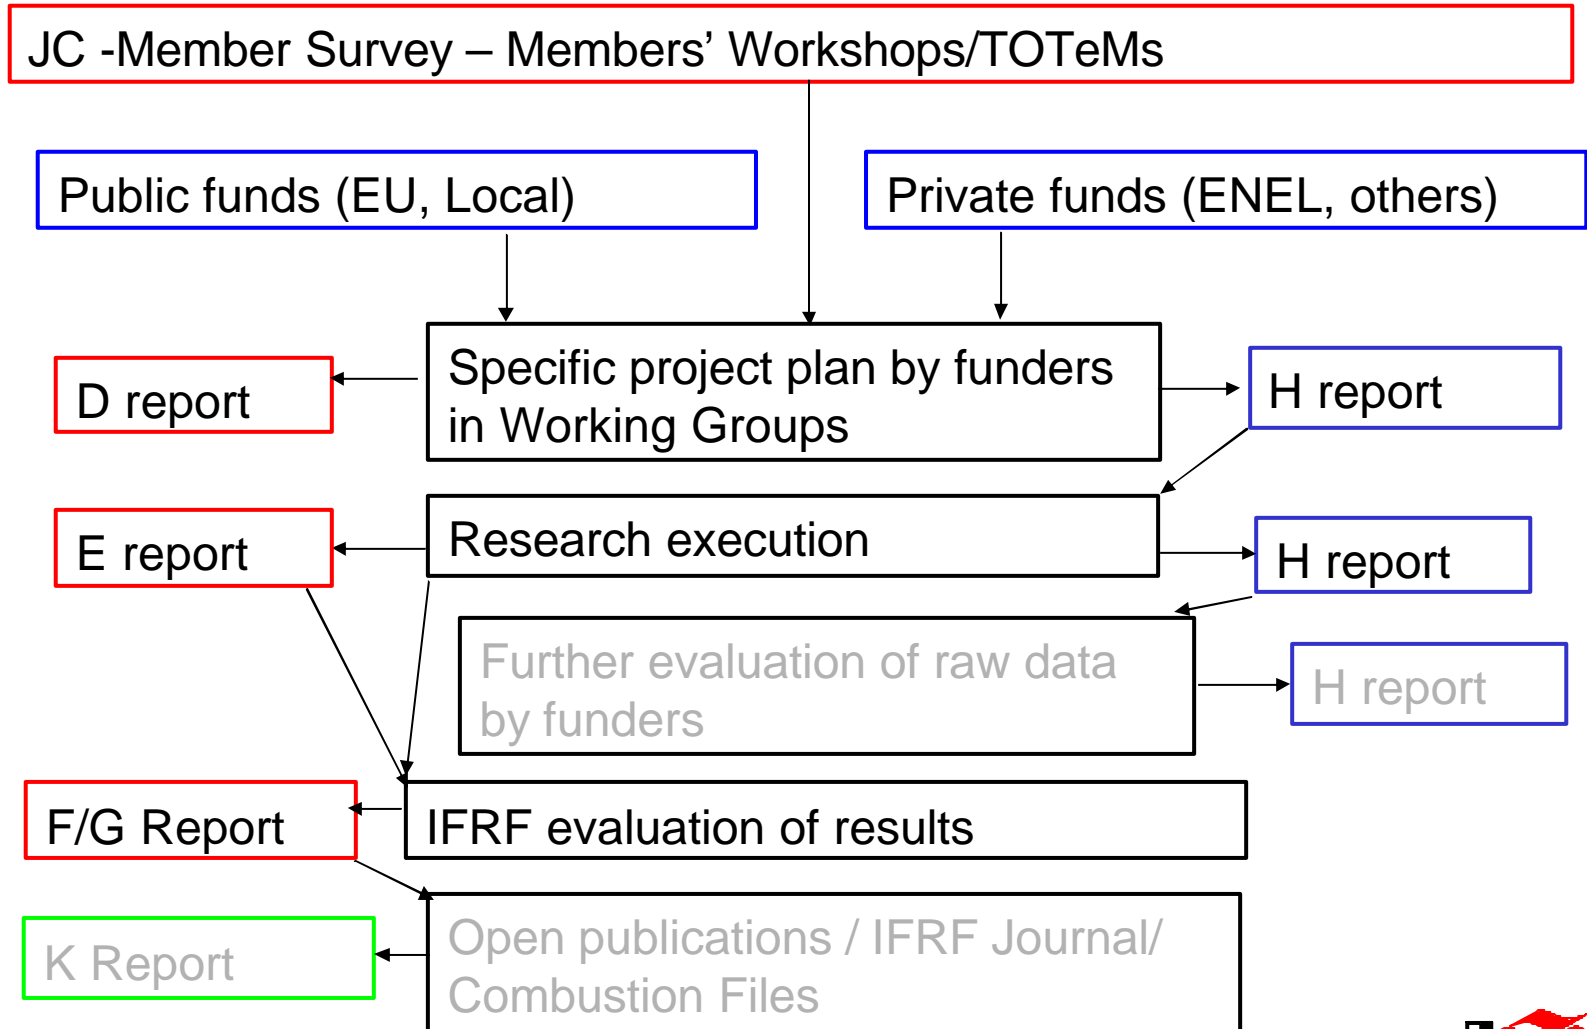 JC -Member Survey – Members' Workshops/TOTeMs
Public funds (EU, Local)
Private funds (ENEL, others)
Specific project plan by funders
in Working Groups
D report
H report
Research execution
E report
H report
Further evaluation of raw data
by funders
H report
F/G Report
IFRF evaluation of results
Open publications / IFRF Journal/
Combustion Files
K Report